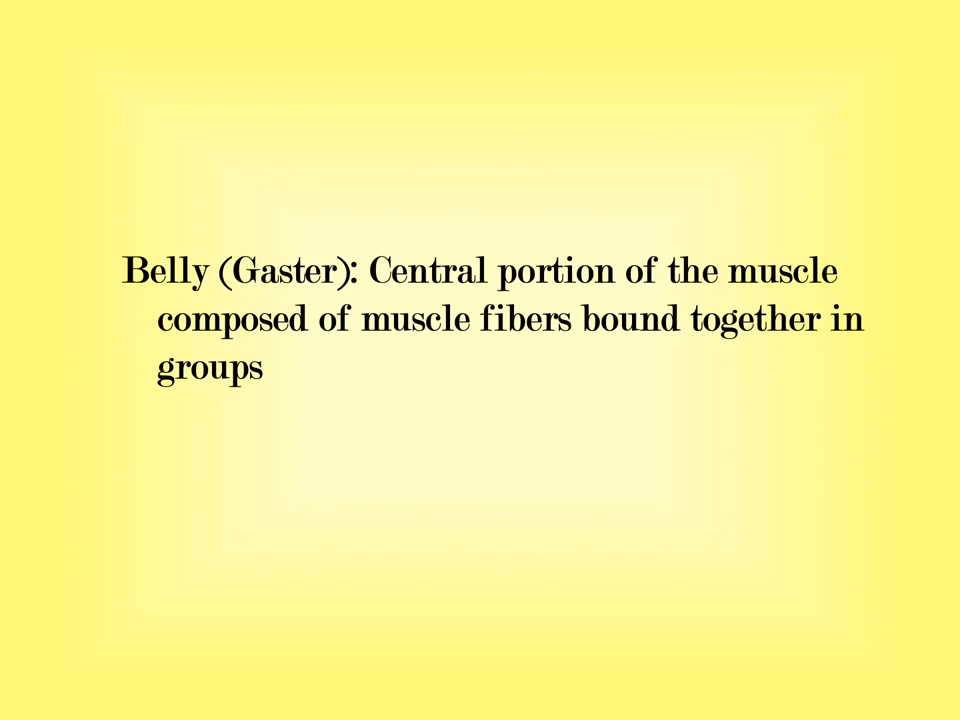 Belly (Gaster): Central portion of the muscle
composed of muscle fibers bound together in
groups